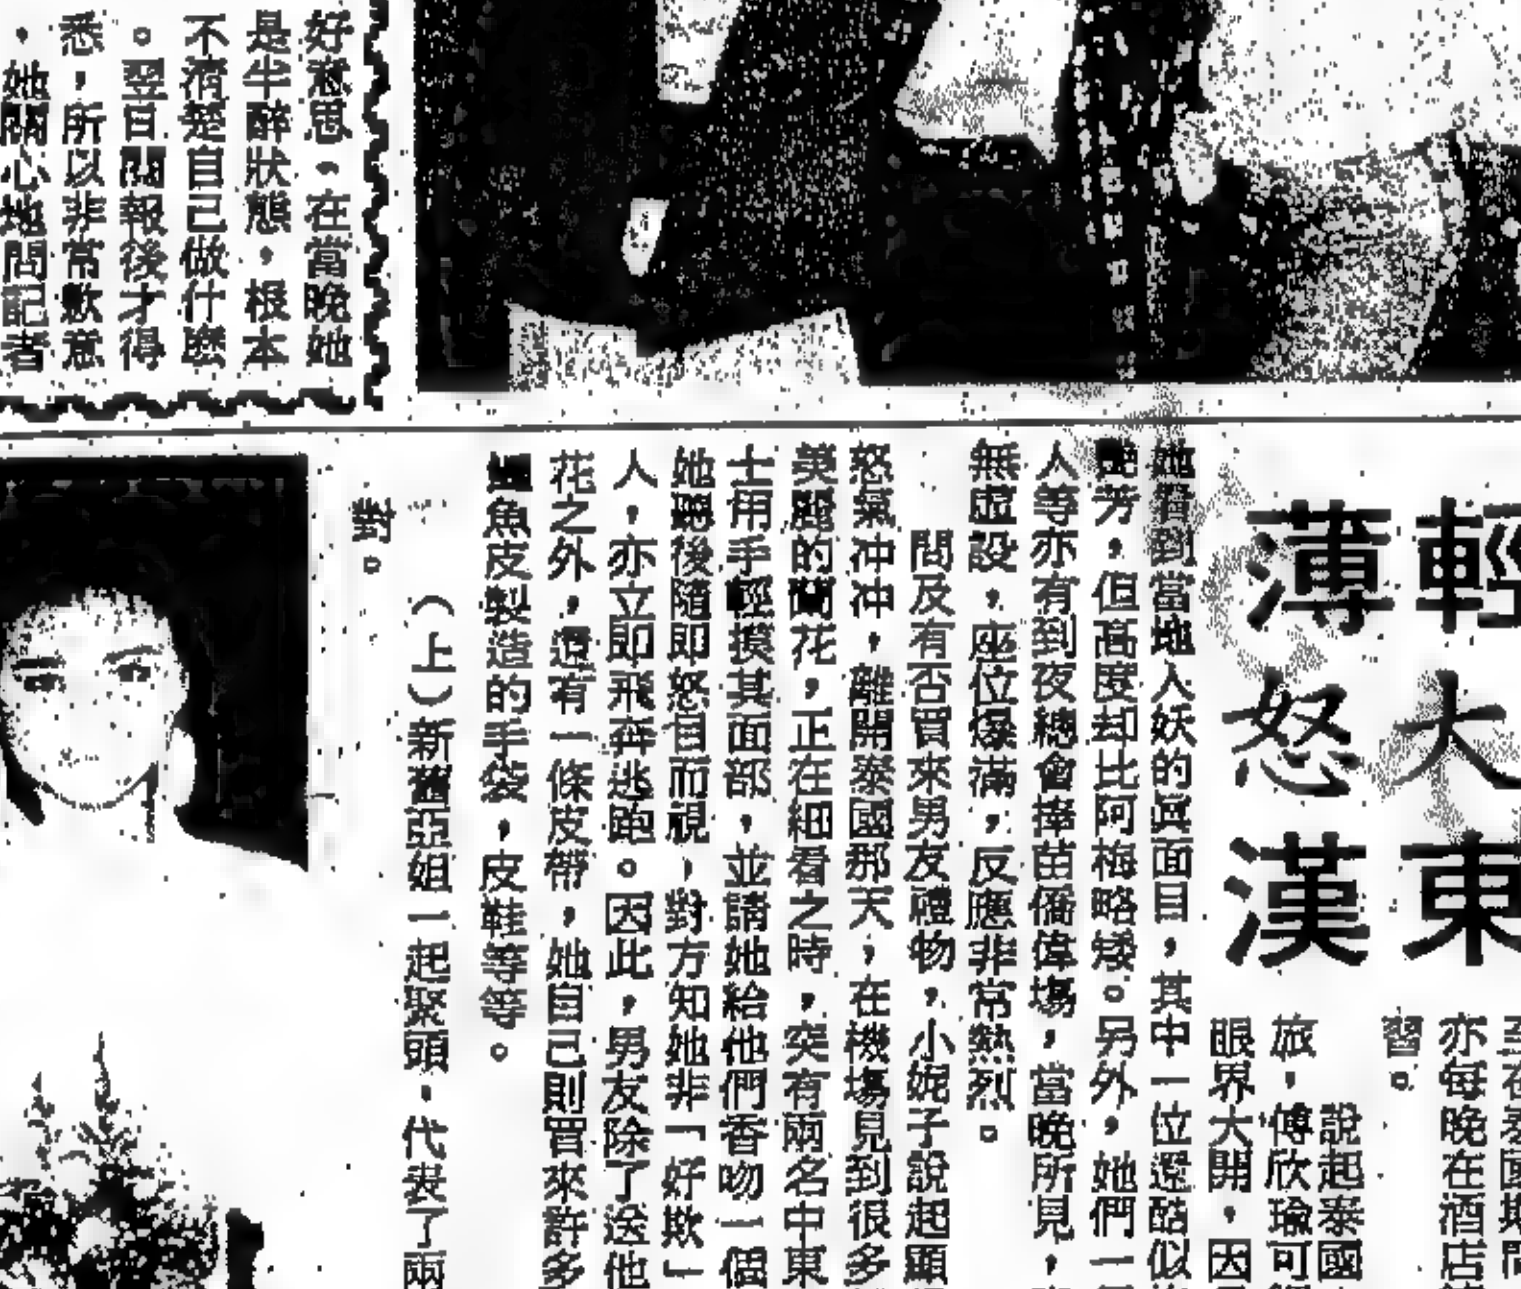 好意思。在當晚她
是半醉狀態，根本
不清楚自己做什麼
。翌日閱報後才得
悉，所以非常歉意
，她關心地問記者
輕薄
大怒
東漢
亦每晚在酒店
習。
說起泰國
旅，傅欣瑜可
眼界大開，因
她看到當地人妖的眞面目，其中一位還酷似
艷芳，但高度却比阿梅略矮。另外，她們一
人等亦有到夜總會捧苗僑偉塲，當晚所見，
無虛設，座位爆滿，反應非常熱烈。
問及有否買來男友禮物，小妮子說起顯
怒氣冲冲，離開泰國那天，在機塲見到很多
美麗的蘭花，正在細看之時，突有兩名中東
士用手輕摸其面部，並請她給他們香吻一個
她聽後隨即怒目而視，對方知她非「好欺」
人，亦立即飛奔逃跑。因此，男友除了送他
花之外，還有一條皮帶，她自己則買來許多
鱷魚皮製造的手袋，皮鞋等等。
（上）新舊亞姐一起聚頭，代表了兩
對。